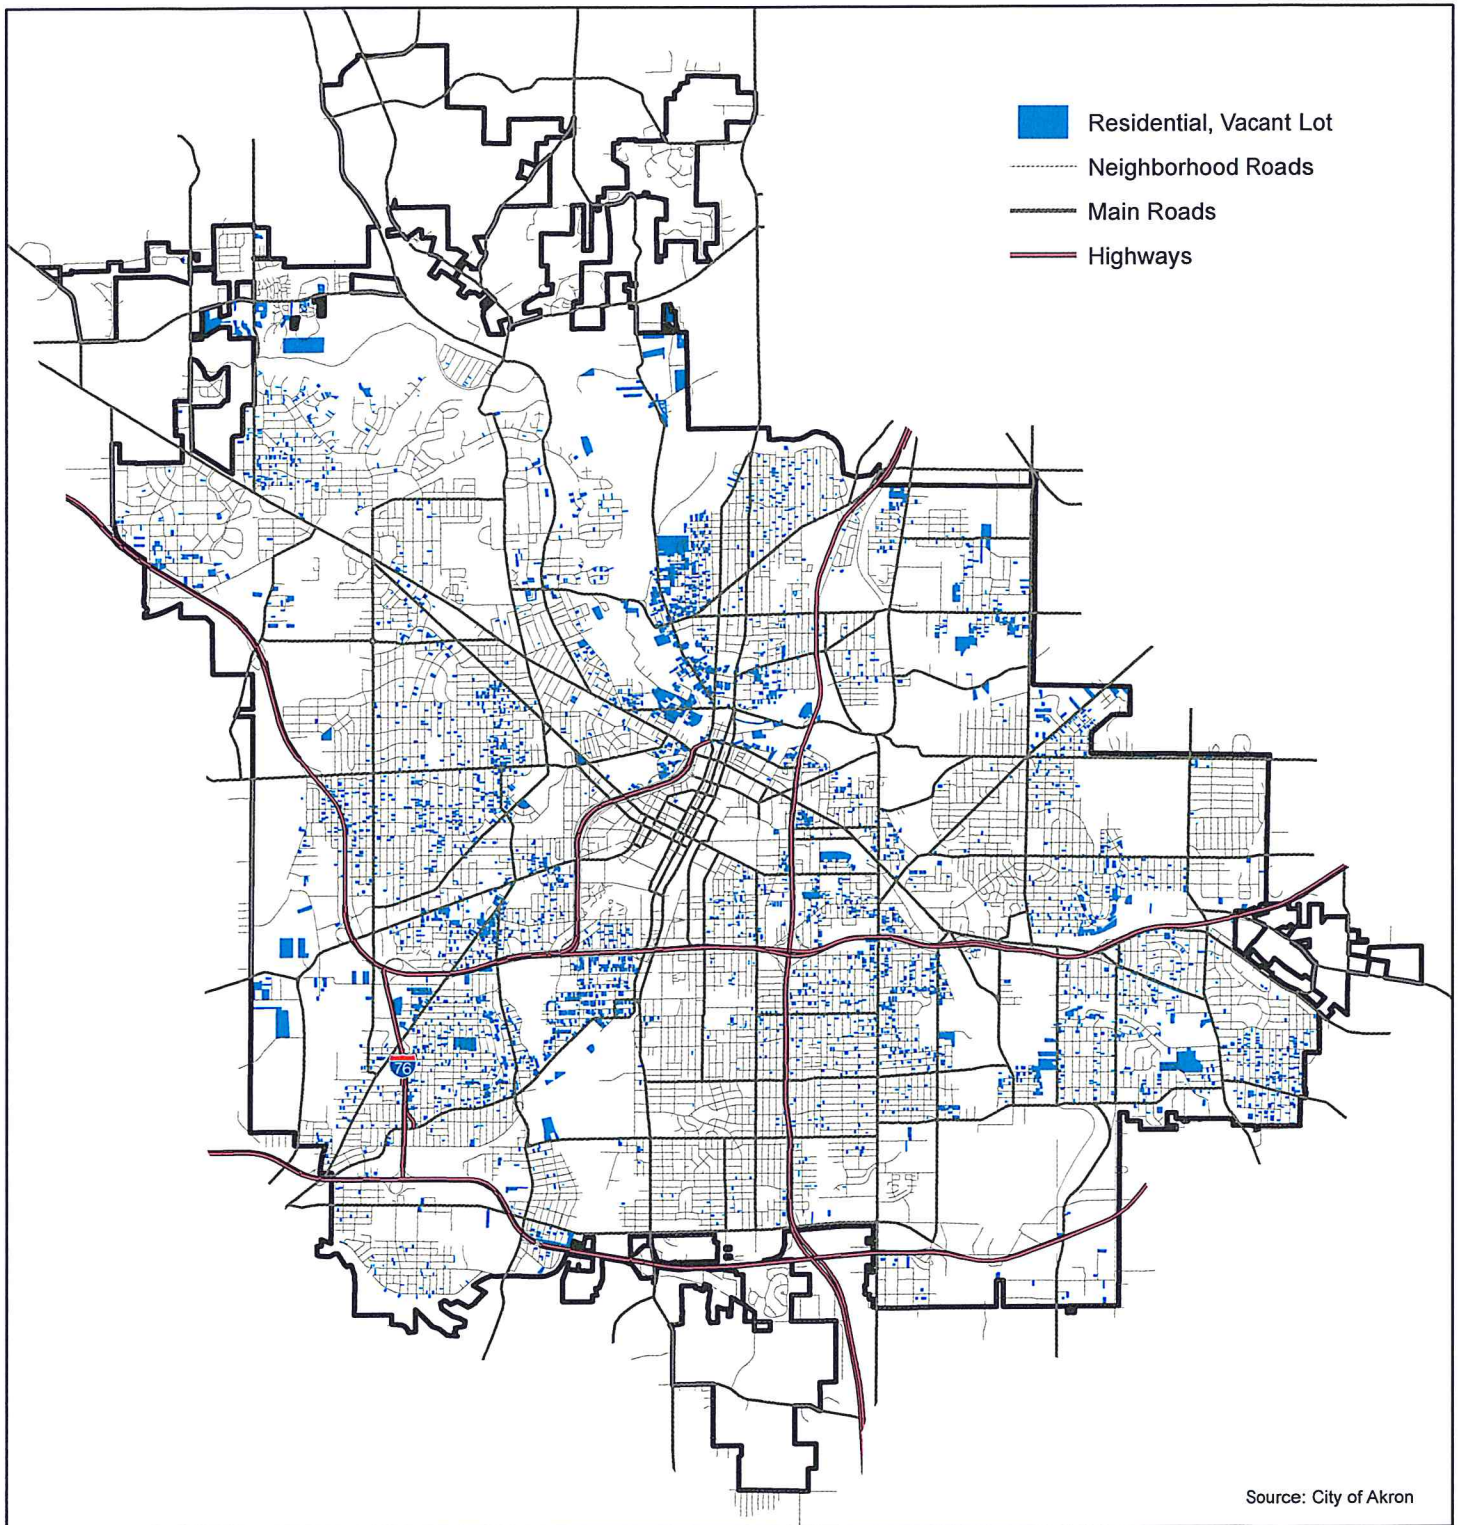 Residential, Vacant Lot
Neighborhood Roads
Main Roads
Highways
76
Source: City of Akron